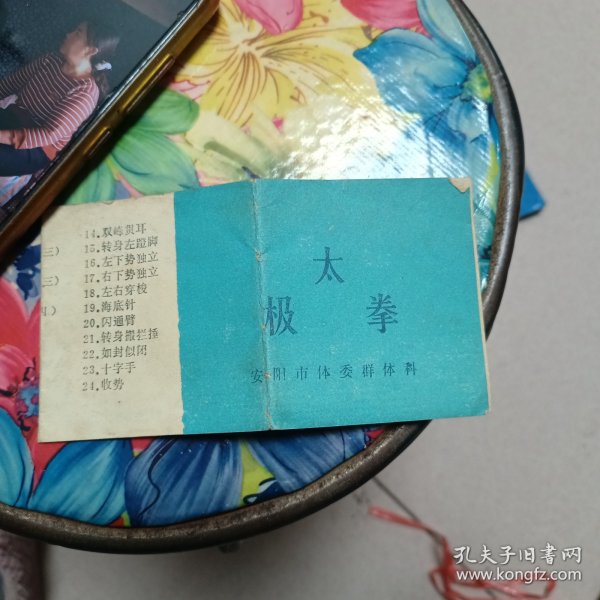 14.双峰贯耳
三）
15.转身左蹬脚
16.左下势独立
三）
17.右下势独立
18.左右穿梭
19.海底针
20.闪通臂
21.转身搬拦捶
22.如封似闭
23.十字手
24.收势
太
极 拳
安阳市体委群体科
孔夫子旧书网
www.kongfz.com